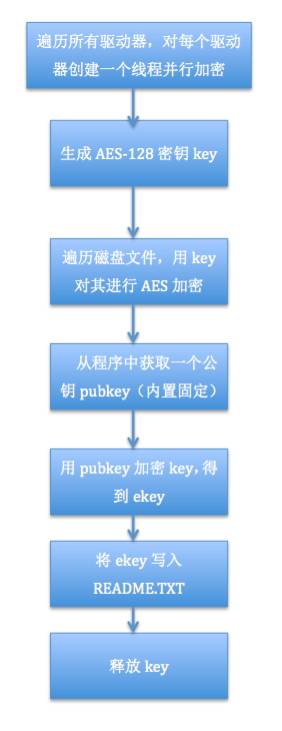 遍历所有驱动器，对每个驱动
器创建一个线程并行加密
生成 AES-128 密钥 key
遍历磁盘文件，用 key
对其进行 AES 加密
从程序中获取一个公
钥 pubkey（内置固定）
用 pubkey 加密 key，得
到 ekey
将 ekey 写入
README.TXT
释放 key